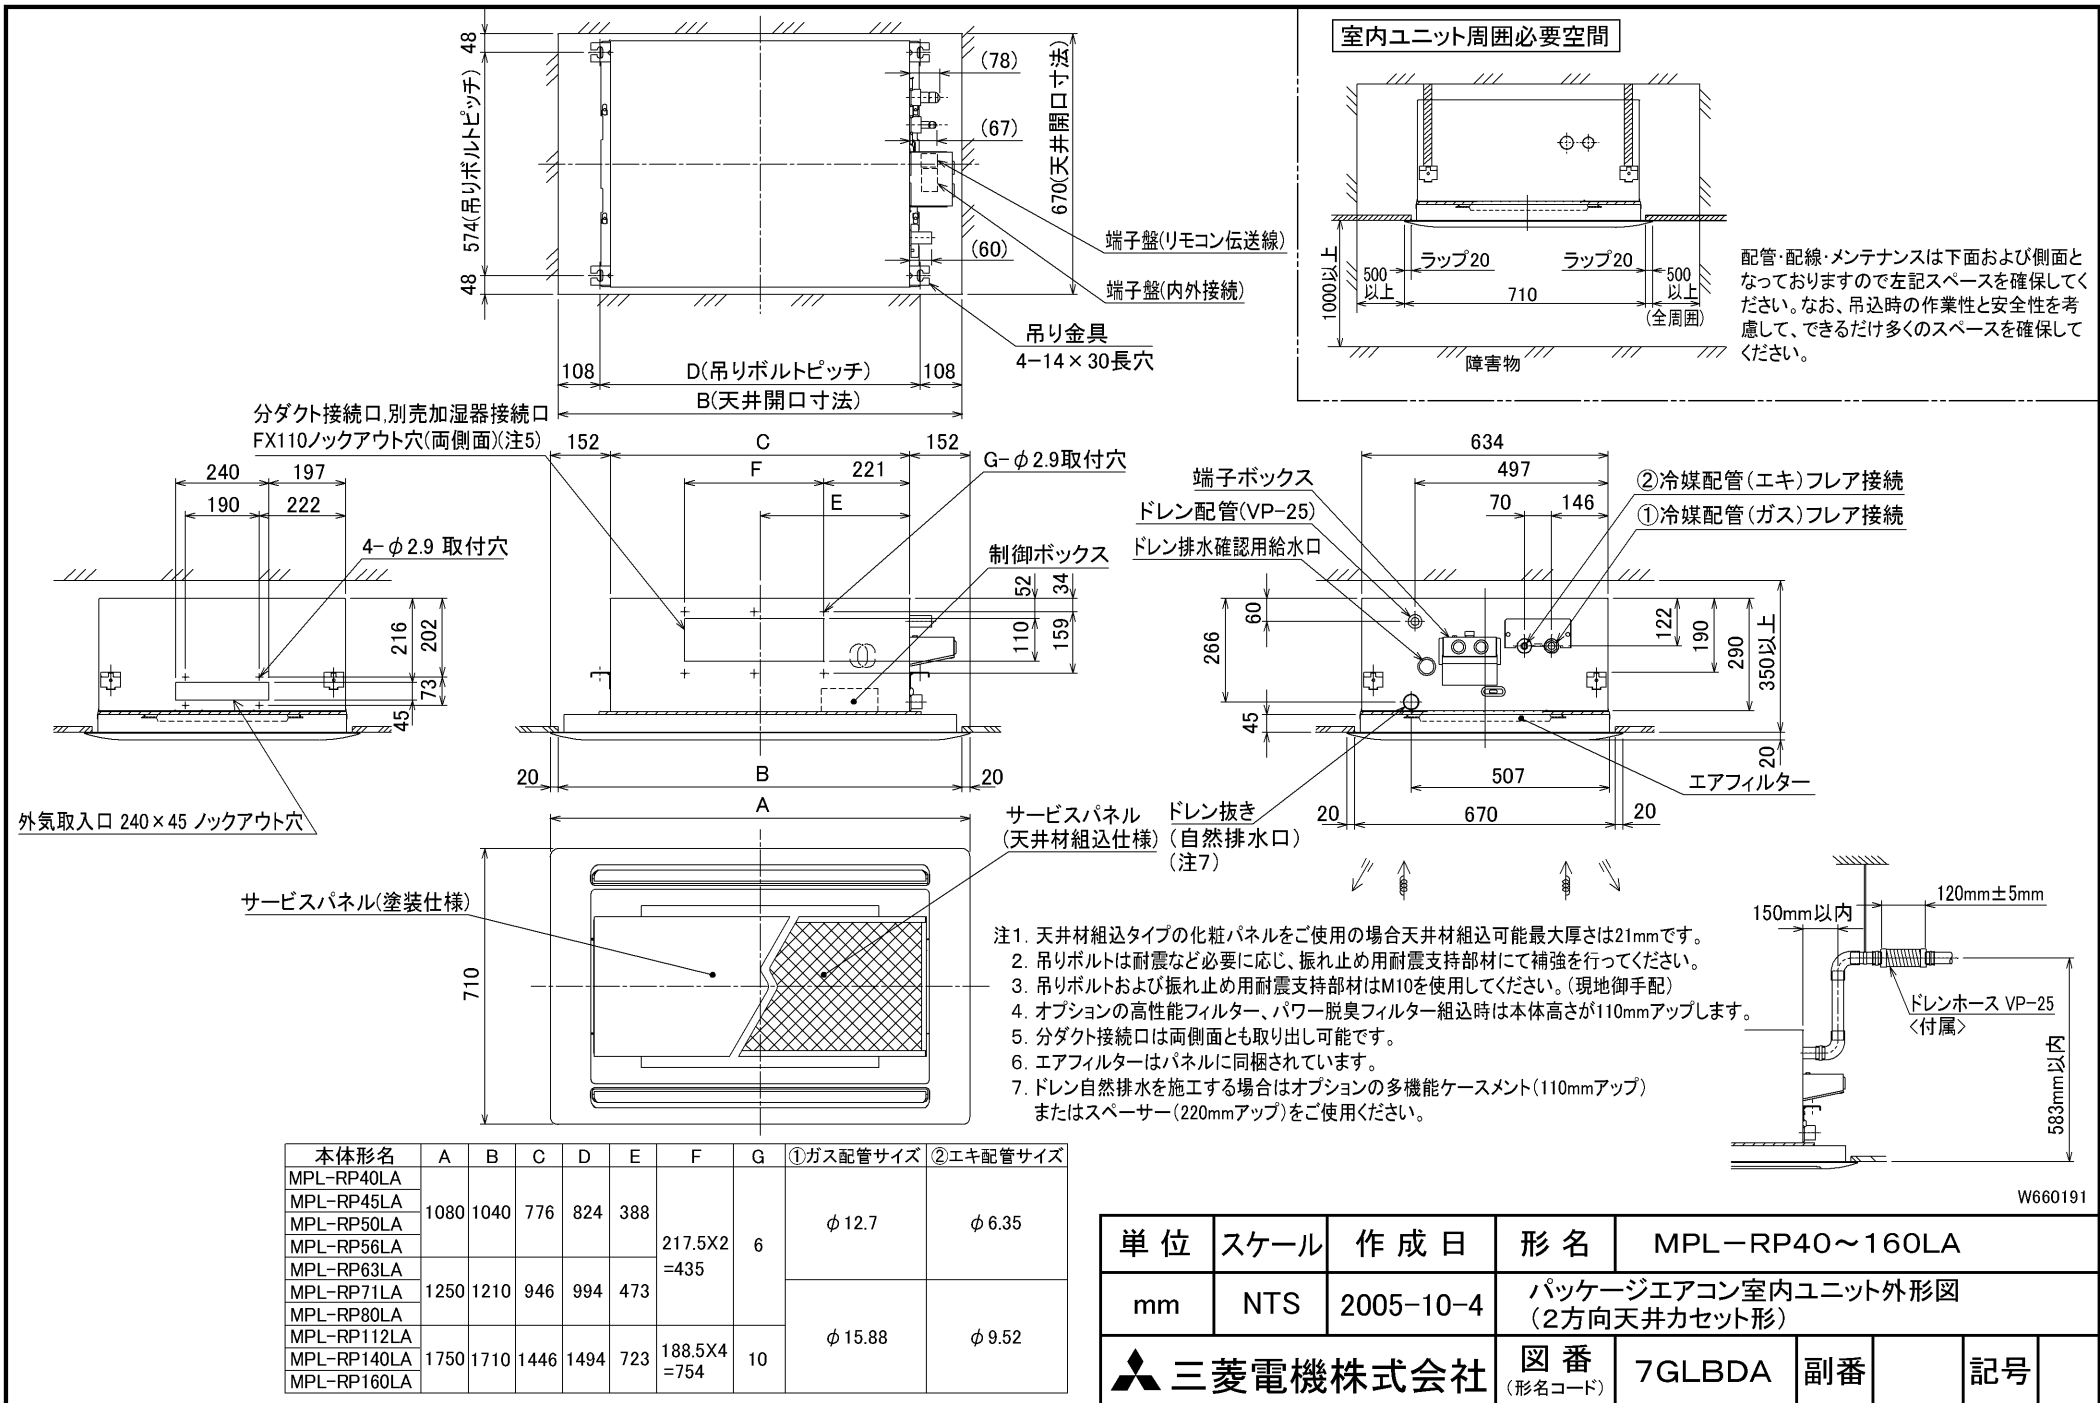 48
574(吊りボルトピッチ)
48
(78)
(67)
(60)
670(天井開口寸法)
端子盤(リモコン伝送線)
端子盤(内外接続)
吊り金具
4-14×30長穴
108
D(吊りボルトピッチ)
108
B(天井開口寸法)
室内ユニット周囲必要空間
1000以上
ラップ20
ラップ20
500
以上
710
500
以上
(全周囲)
障害物
配管・配線・メンテナンスは下面および側面と
なっておりますので左記スペースを確保してく
ださい。なお、吊込時の作業性と安全性を考
慮して、できるだけ多くのスペースを確保して
ください。
分ダクト接続口,別売加湿器接続口
FX110ノックアウト穴(両側面)(注5)
240
197
190
222
4-φ2.9 取付穴
216
202
73
45
外気取入口 240×45 ノックアウト穴
152
C
152
F
221
E
G-φ2.9取付穴
制御ボックス
52
34
110
159
20
B
20
A
634
497
70
146
端子ボックス
ドレン配管(VP-25)
ドレン排水確認用給水口
②冷媒配管(エキ)フレア接続
①冷媒配管(ガス)フレア接続
60
266
45
122
190
290
350以上
20
507
エアフィルター
20
670
20
ドレン抜き
(自然排水口)
(注7)
サービスパネル
(天井材組込仕様)
サービスパネル(塗装仕様)
710
注1. 天井材組込タイプの化粧パネルをご使用の場合天井材組込可能最大厚さは21mmです。
2. 吊りボルトは耐震など必要に応じ、振れ止め用耐震支持部材にて補強を行ってください。
3. 吊りボルトおよび振れ止め用耐震支持部材はM10を使用してください。(現地御手配)
4. オプションの高性能フィルター、パワー脱臭フィルター組込時は本体高さが110mmアップします。
5. 分ダクト接続口は両側面とも取り出し可能です。
6. エアフィルターはパネルに同梱されています。
7. ドレン自然排水を施工する場合はオプションの多機能ケースメント(110mmアップ)
またはスペーサー(220mmアップ)をご使用ください。
150mm以内
120mm±5mm
ドレンホース VP-25
<付属>
583mm以内
本体形名 A B C D E F G ①ガス配管サイズ ②エキ配管サイズ
MPL-RP40LA
MPL-RP45LA
MPL-RP50LA
MPL-RP56LA
1080 1040 776 824 388
MPL-RP63LA
MPL-RP71LA
MPL-RP80LA
1250 1210 946 994 473
217.5X2
=435
6
φ12.7 φ6.35
MPL-RP112LA
MPL-RP140LA
MPL-RP160LA
1750 1710 1446 1494 723
188.5X4
=754
10
φ15.88 φ9.52
W660191
単位 スケール 作成日 形名 MPL-RP40～160LA
mm NTS 2005-10-4
パッケージエアコン室内ユニット外形図
(2方向天井カセット形)
三菱電機株式会社
図番
(形名コード)
7GLBDA 副番 記号